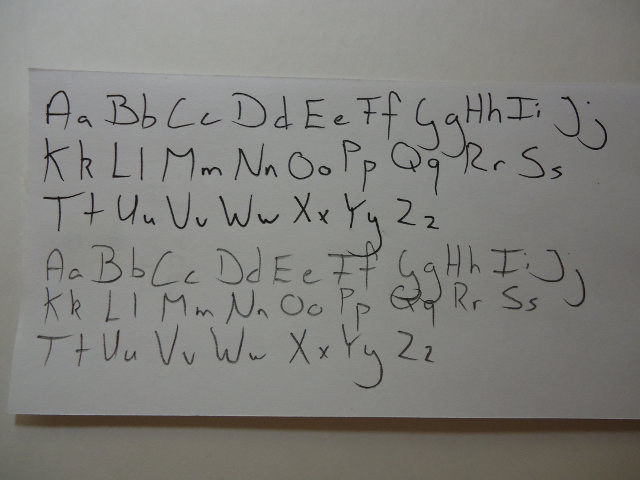 Aa Bb Cc Dd Ee Ff Gg Hh Ii Jj
Kk Ll Mm Nn Oo Pp Qq Rr Ss
Tt Uu Vv Ww Xx Yy Zz
Aa Bb Cc Dd Ee Ff Gg Hh Ii Jj
Kk Ll Mm Nn Oo Pp Qq Rr Ss
Tt Uu Vv Ww Xx Yy Zz